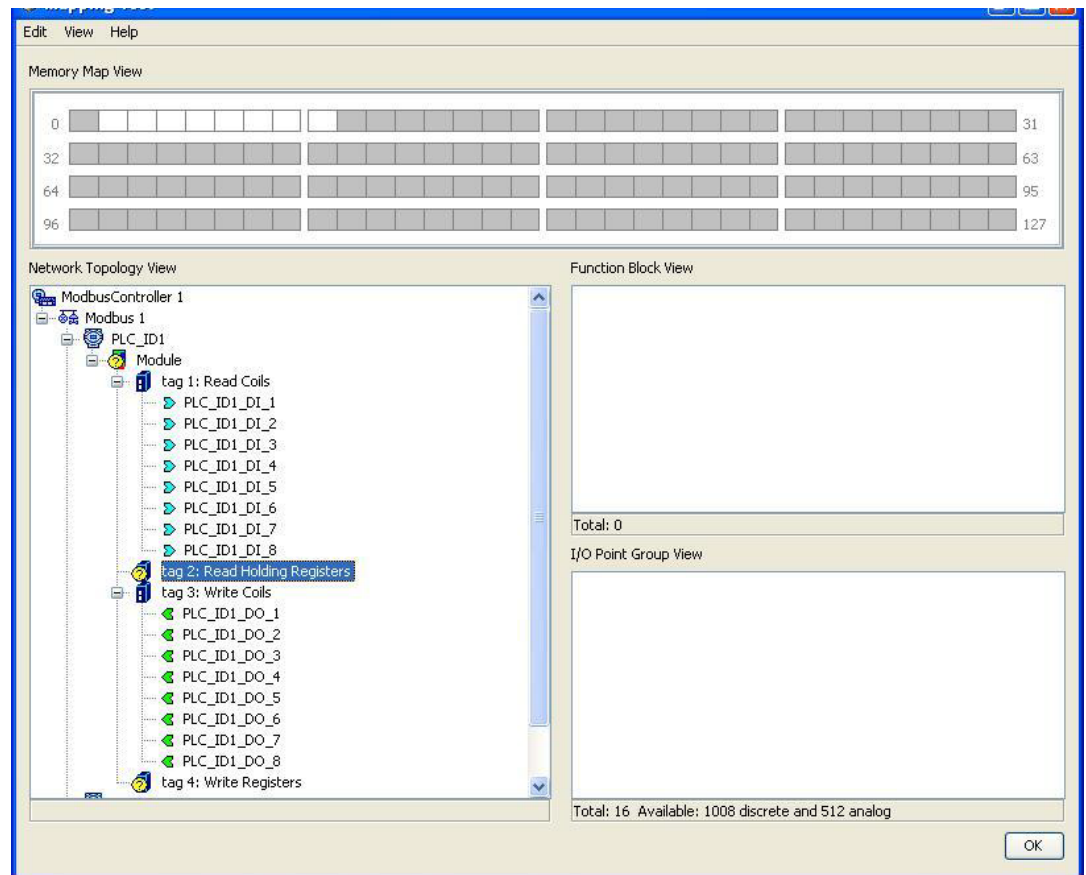 Edit View Help
Memory Map View
0 31
32 63
64 95
96 127
Network Topology View
ModbusController 1
Modbus 1
PLC_ID1
Module
tag 1: Read Coils
PLC_ID1_DI_1
PLC_ID1_DI_2
PLC_ID1_DI_3
PLC_ID1_DI_4
PLC_ID1_DI_5
PLC_ID1_DI_6
PLC_ID1_DI_7
PLC_ID1_DI_8
tag 2: Read Holding Registers
tag 3: Write Coils
PLC_ID1_DO_1
PLC_ID1_DO_2
PLC_ID1_DO_3
PLC_ID1_DO_4
PLC_ID1_DO_5
PLC_ID1_DO_6
PLC_ID1_DO_7
PLC_ID1_DO_8
tag 4: Write Registers
Function Block View
Total: 0
I/O Point Group View
Total: 16 Available: 1008 discrete and 512 analog
OK